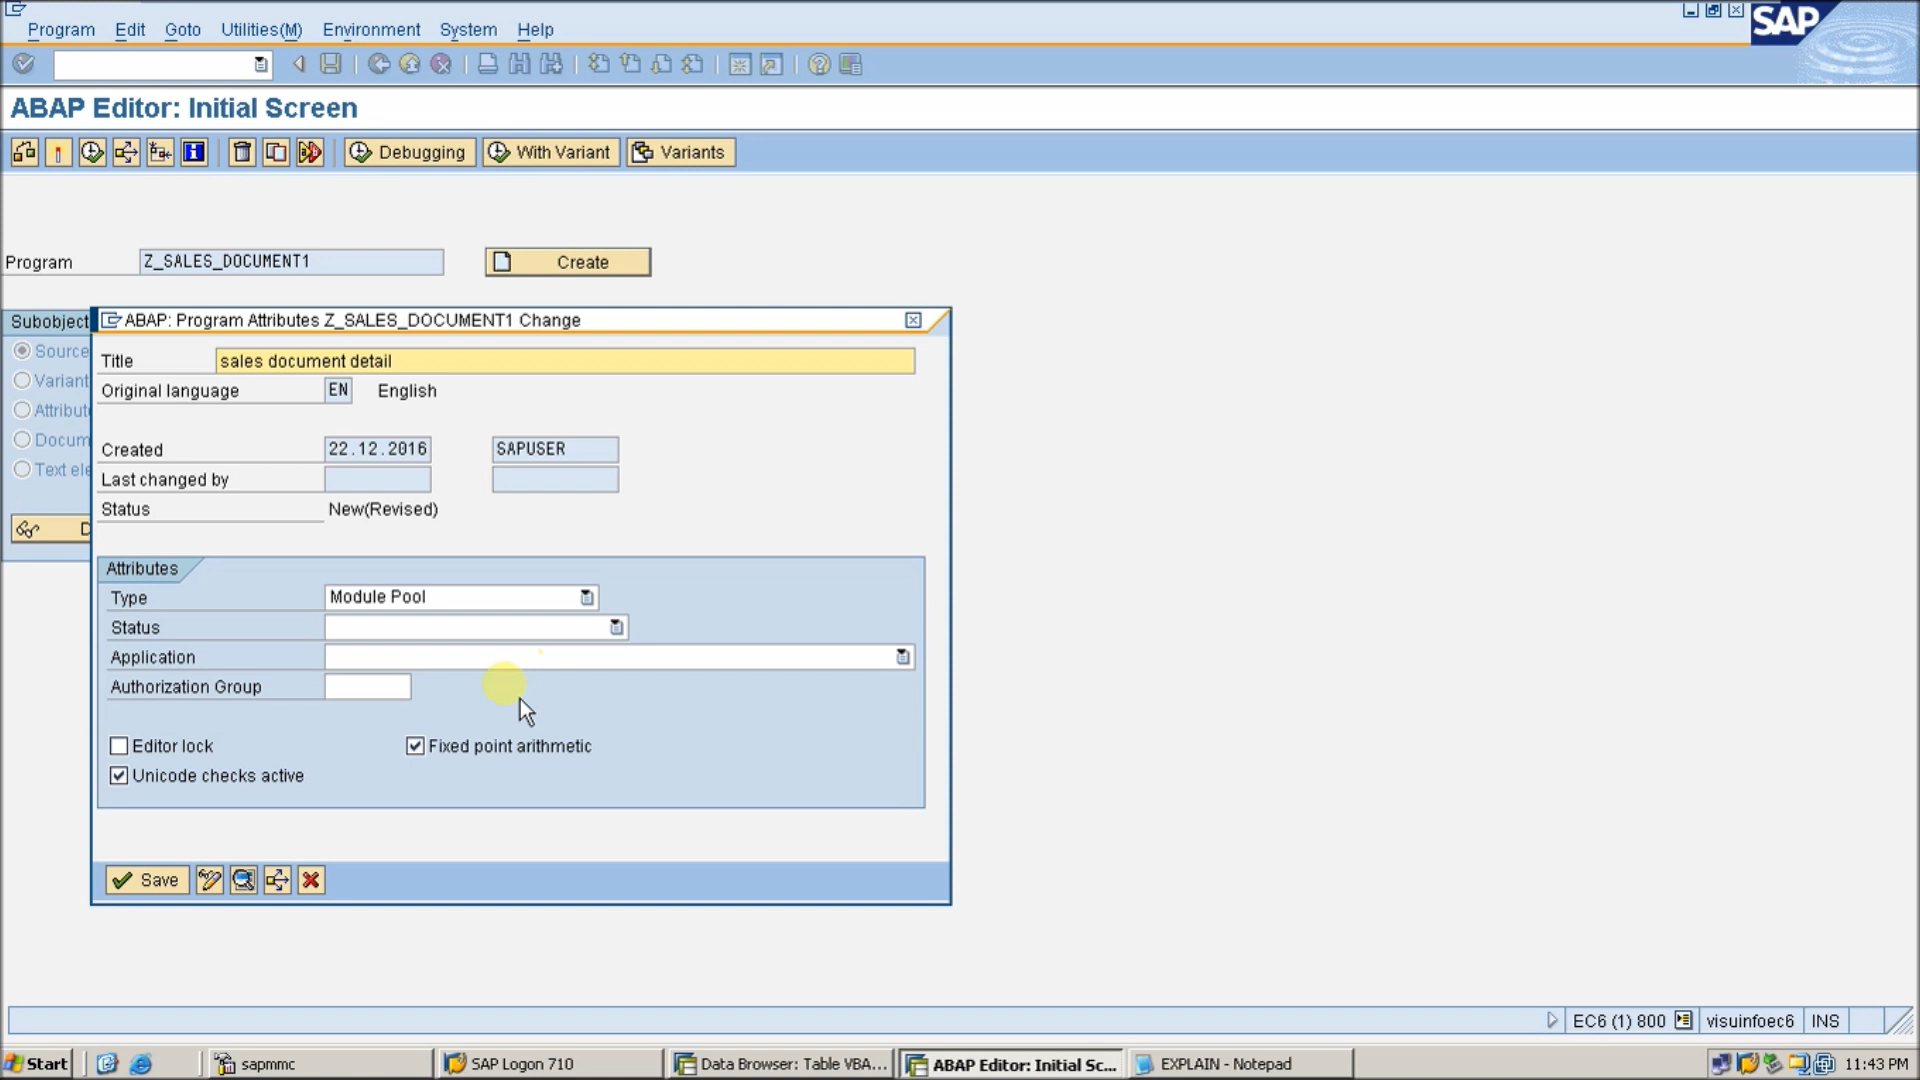 Program Edit Goto Utilities(M) Environment System Help
SAP
ABAP Editor: Initial Screen
Debugging With Variant Variants
Program Z_SALES_DOCUMENT1 Create
Subobject
ABAP: Program Attributes Z_SALES_DOCUMENT1 Change
Source
Title sales document detail
Variant
Original language EN English
Attribut
Docum
Created 22.12.2016 SAPUSER
Text ele
Last changed by
Status New(Revised)
D
Attributes
Type Module Pool
Status
Application
Authorization Group
Editor lock Fixed point arithmetic
Unicode checks active
Save
EC6 (1) 800 visuinfoec6 INS
Start sapmmc SAP Logon 710 Data Browser: Table VBA... ABAP Editor: Initial Sc... EXPLAIN - Notepad 11:43 PM